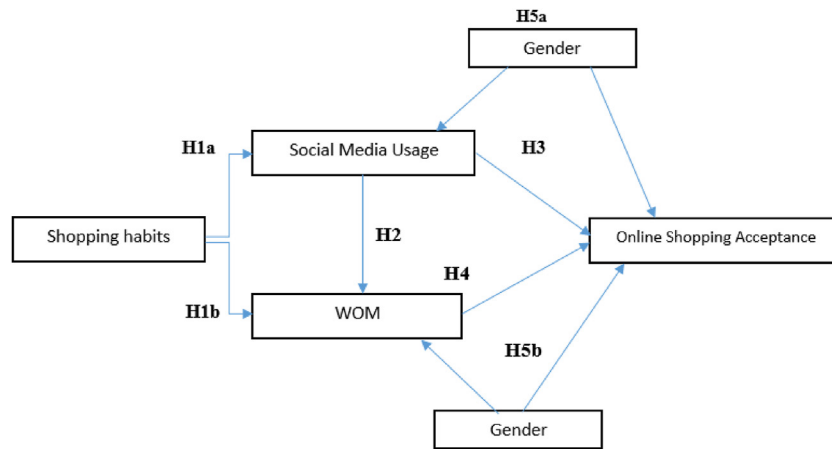 H5a
Gender
H1a
Social Media Usage
H3
Shopping habits
H2
Online Shopping Acceptance
H1b
WOM
H4
H5b
Gender